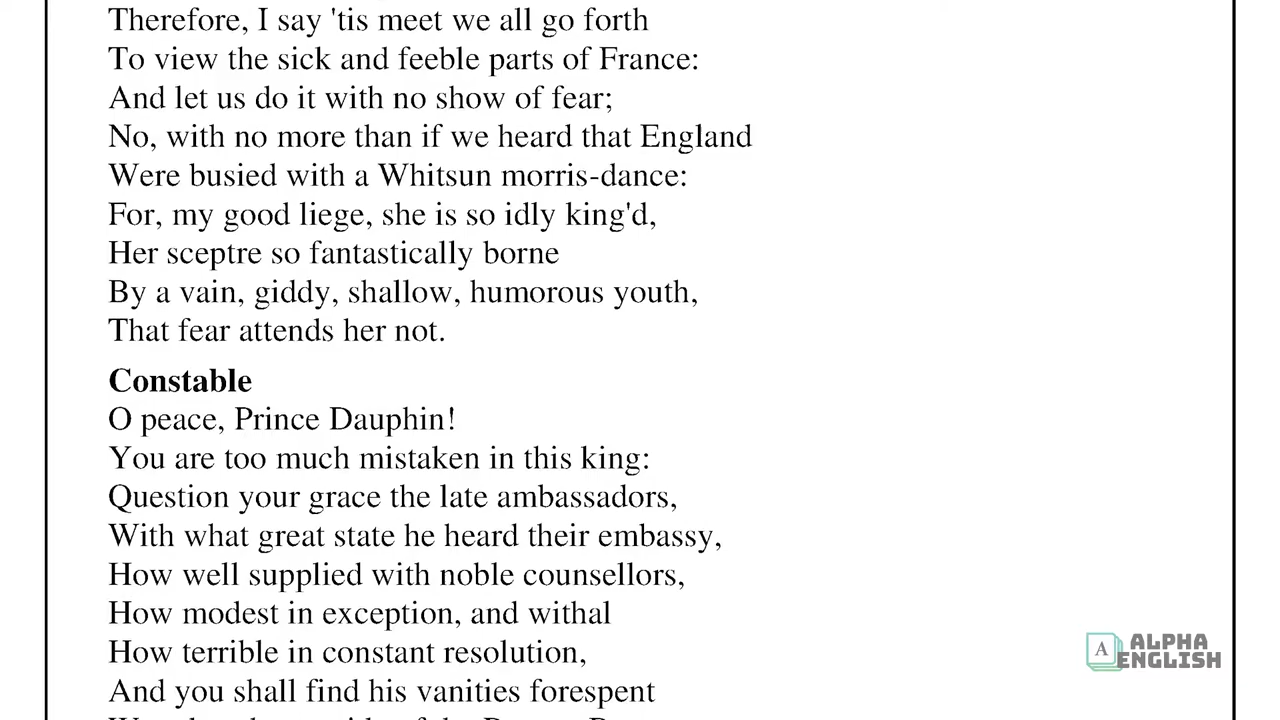 Therefore, I say 'tis meet we all go forth
To view the sick and feeble parts of France:
And let us do it with no show of fear;
No, with no more than if we heard that England
Were busied with a Whitsun morris-dance:
For, my good liege, she is so idly king'd,
Her sceptre so fantastically borne
By a vain, giddy, shallow, humorous youth,
That fear attends her not.
Constable
O peace, Prince Dauphin!
You are too much mistaken in this king:
Question your grace the late ambassadors,
With what great state he heard their embassy,
How well supplied with noble counsellors,
How modest in exception, and withal
How terrible in constant resolution,
And you shall find his vanities forespent
A ALPHA
ENGLISH